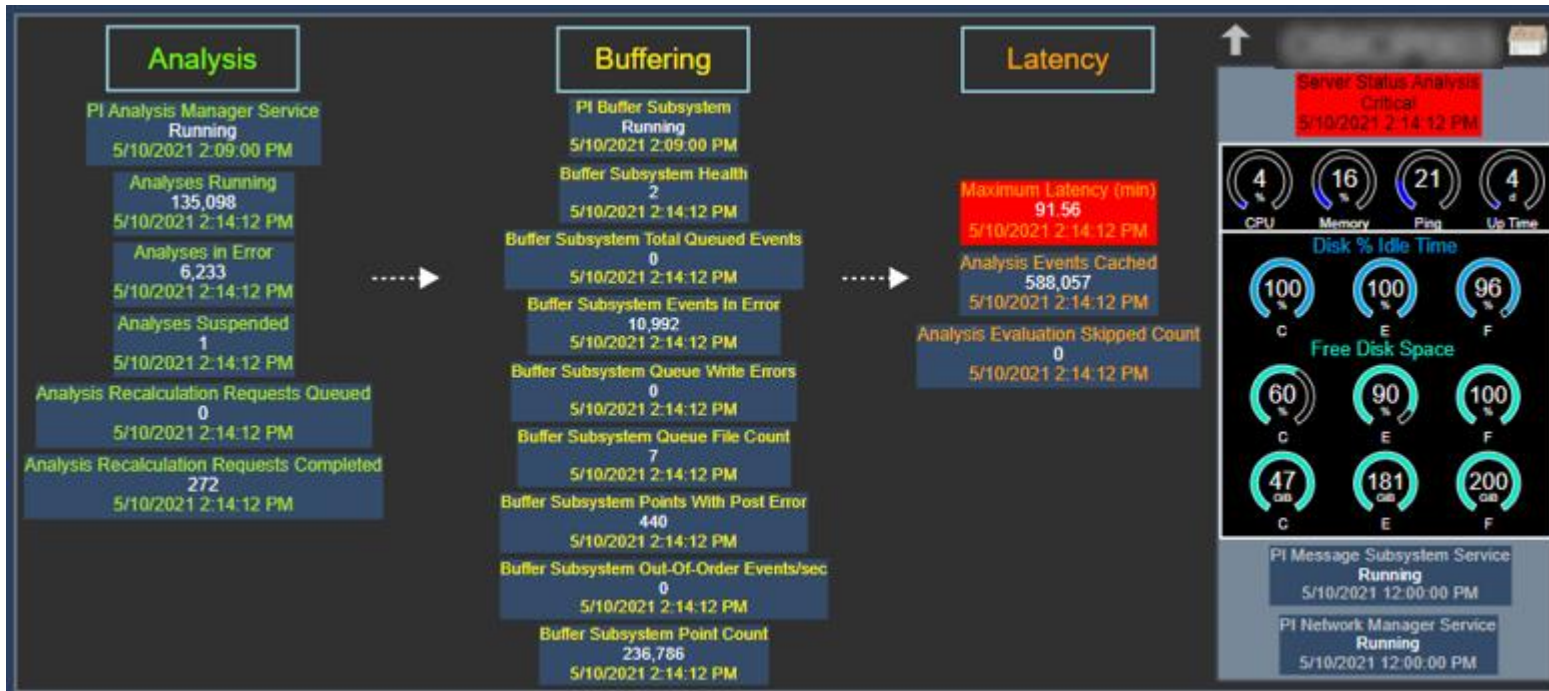 Analysis
PI Analysis Manager Service
Running
5/10/2021 2:09:00 PM
Analyses Running
135,098
5/10/2021 2:14:12 PM
Analyses in Error
6,233
5/10/2021 2:14:12 PM
Analyses Suspended
1
5/10/2021 2:14:12 PM
Analysis Recalculation Requests Queued
0
5/10/2021 2:14:12 PM
Analysis Recalculation Requests Completed
272
5/10/2021 2:14:12 PM
Buffering
PI Buffer Subsystem
Running
5/10/2021 2:09:00 PM
Buffer Subsystem Health
2
5/10/2021 2:14:12 PM
Buffer Subsystem Total Queued Events
0
5/10/2021 2:14:12 PM
Buffer Subsystem Events In Error
10,992
5/10/2021 2:14:12 PM
Buffer Subsystem Queue Write Errors
0
5/10/2021 2:14:12 PM
Buffer Subsystem Queue File Count
7
5/10/2021 2:14:12 PM
Buffer Subsystem Points With Post Error
440
5/10/2021 2:14:12 PM
Buffer Subsystem Out-Of-Order Events/sec
0
5/10/2021 2:14:12 PM
Buffer Subsystem Point Count
236,786
5/10/2021 2:14:12 PM
Latency
Maximum Latency (min)
91.56
5/10/2021 2:14:12 PM
Analysis Events Cached
588,057
5/10/2021 2:14:12 PM
Analysis Evaluation Skipped Count
0
5/10/2021 2:14:12 PM
Server Status Analysis
Critical
5/10/2021 2:14:12 PM
4 16 21 4
% % d
CPU Memory Ping Up Time
Disk % Idle Time
100 100 96
% % %
C E F
Free Disk Space
60 90 100
% % %
C E F
47 181 200
GiB GiB GiB
C E F
PI Message Subsystem Service
Running
5/10/2021 12:00:00 PM
PI Network Manager Service
Running
5/10/2021 12:00:00 PM